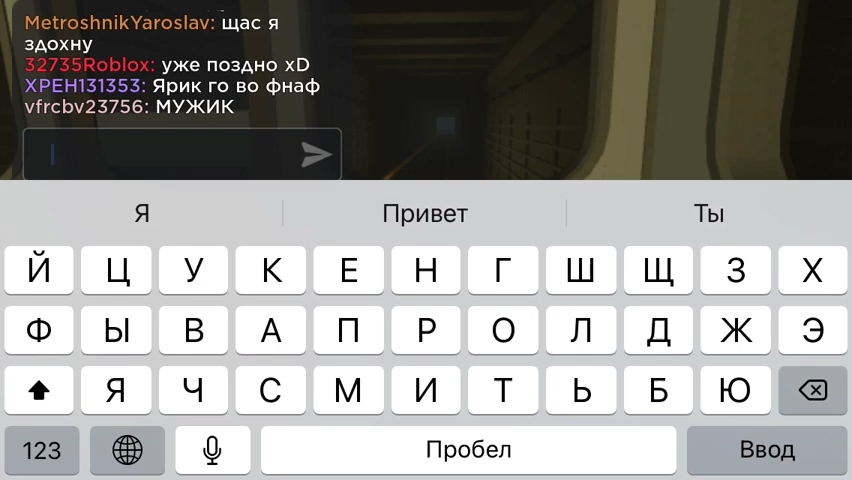 MetroshnikYaroslav: щас я
здохну
32735Roblox: уже поздно xD
XPEH131353: Ярик го во фнаф
vfrcbv23756: МУЖИК
Я Привет Ты
Й Ц У К Е Н Г Ш Щ З Х
Ф Ы В А П Р О Л Д Ж Э
Я Ч С М И Т Ь Б Ю
123 Пробел Ввод